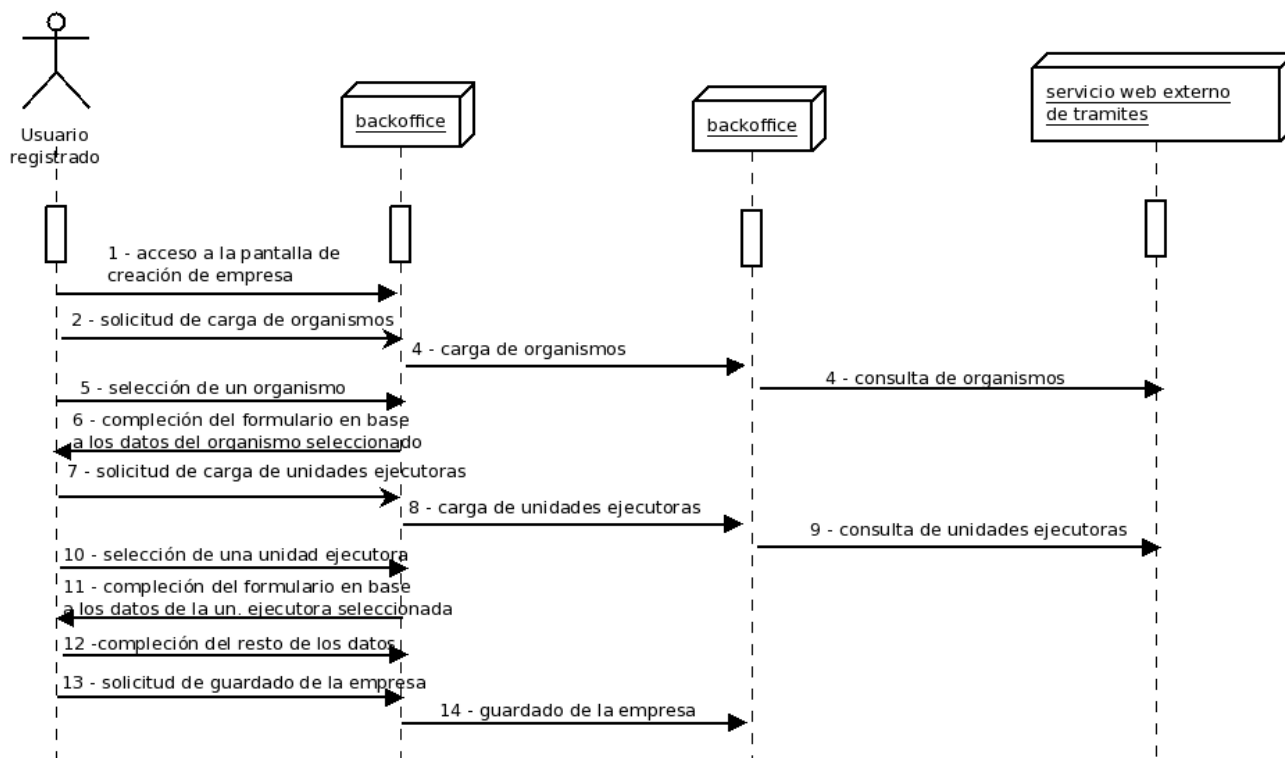 Usuario
registrado
backoffice
backoffice
servicio web externo
de tramites
1 - acceso a la pantalla de
creación de empresa
2 - solicitud de carga de organismos
4 - carga de organismos
4 - consulta de organismos
5 - selección de un organismo
6 - compleción del formulario en base
a los datos del organismo seleccionado
7 - solicitud de carga de unidades ejecutoras
8 - carga de unidades ejecutoras
9 - consulta de unidades ejecutoras
10 - selección de una unidad ejecutora
11 - compleción del formulario en base
a los datos de la un. ejecutora seleccionada
12 -compleción del resto de los datos
13 - solicitud de guardado de la empresa
14 - guardado de la empresa